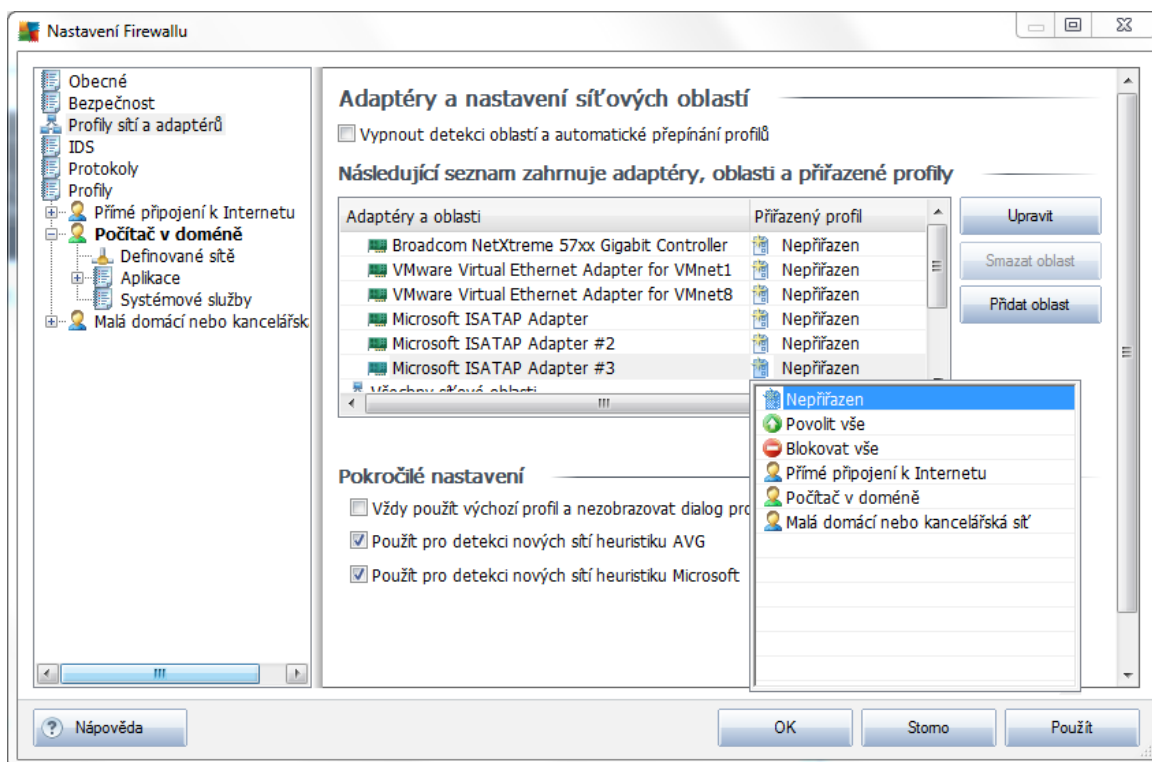 Nastavení Firewallu
Obecné
Bezpečnost
Profily sítí a adaptérů
IDS
Protokoly
Profily
Přímé připojení k Internetu
Počítač v doméně
Definované sítě
Aplikace
Systémové služby
Malá domácí nebo kancelářsk
Adaptéry a nastavení síťových oblastí
Vypnout detekci oblastí a automatické přepínání profilů
Následující seznam zahrnuje adaptéry, oblasti a přiřazené profily
Adaptéry a oblasti Přiřazený profil
Broadcom NetXtreme 57xx Gigabit Controller Nepřiřazen
VMware Virtual Ethernet Adapter for VMnet1 Nepřiřazen
VMware Virtual Ethernet Adapter for VMnet8 Nepřiřazen
Microsoft ISATAP Adapter Nepřiřazen
Microsoft ISATAP Adapter #2 Nepřiřazen
Microsoft ISATAP Adapter #3 Nepřiřazen
Všechny síťové oblasti
Upravit
Smazat oblast
Přidat oblast
Nepřiřazen
Povolit vše
Blokovat vše
Přímé připojení k Internetu
Počítač v doméně
Malá domácí nebo kancelářská síť
Pokročilé nastavení
Vždy použít výchozí profil a nezobrazovat dialog pro
Použít pro detekci nových sítí heuristiku AVG
Použít pro detekci nových sítí heuristiku Microsoft
Nápověda
OK
Storno
Použít